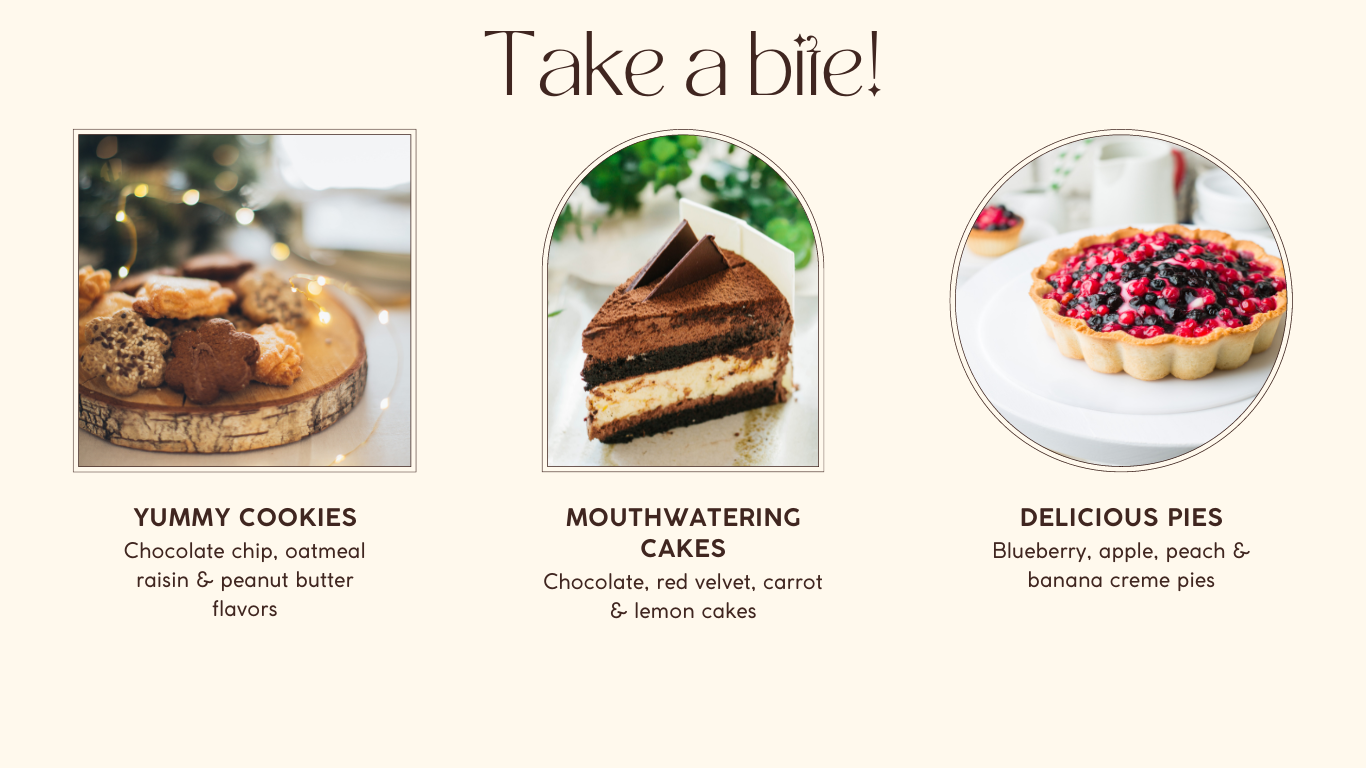 Take a bite!
YUMMY COOKIES
Chocolate chip, oatmeal
raisin & peanut butter
flavors
MOUTHWATERING
CAKES
Chocolate, red velvet, carrot
& lemon cakes
DELICIOUS PIES
Blueberry, apple, peach &
banana creme pies